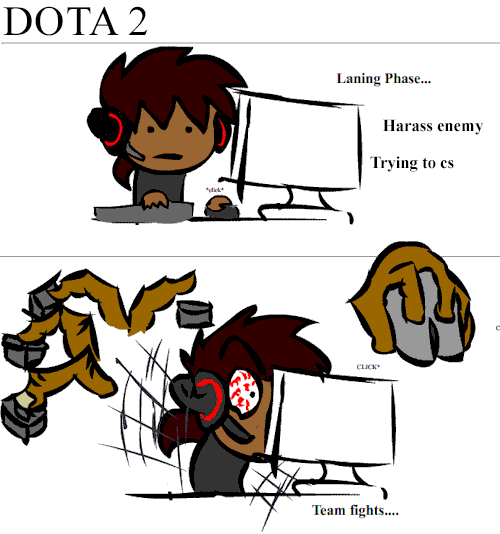 DOTA 2
Laning Phase...
Harass enemy
Trying to cs
*click*
CLICK*
C
Team fights....